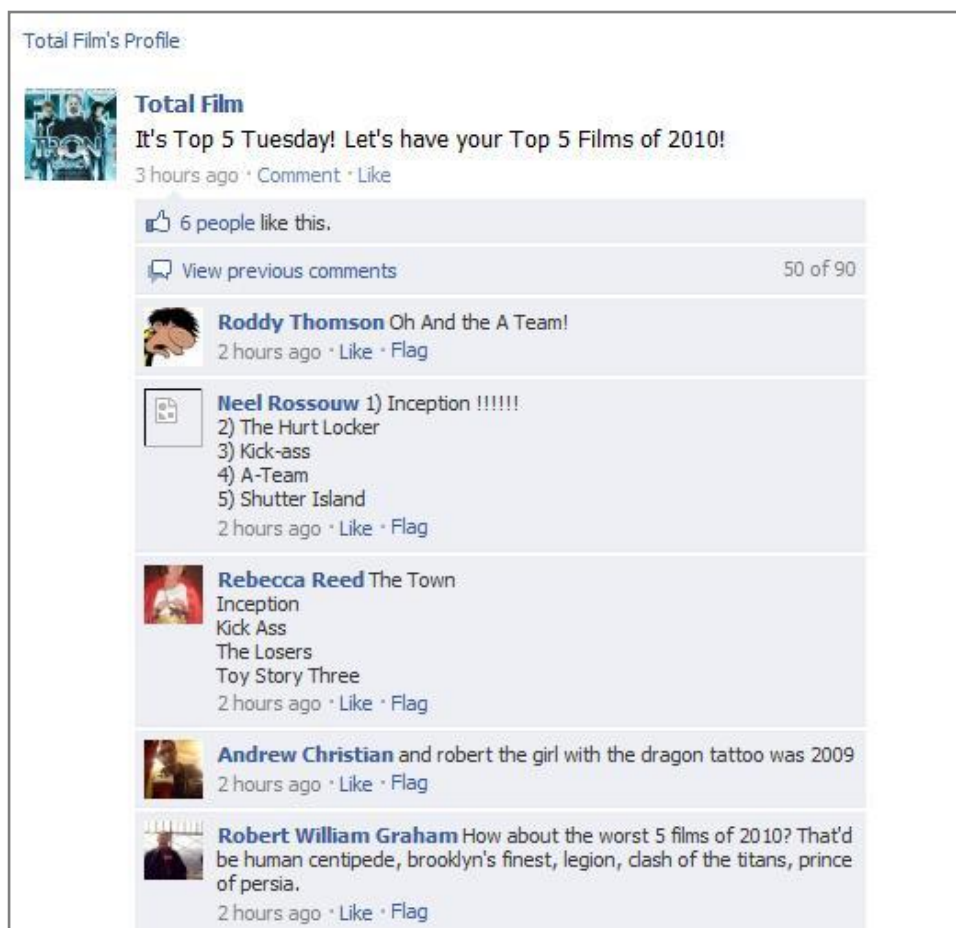 Total Film's Profile
TRON
Total Film
It's Top 5 Tuesday! Let's have your Top 5 Films of 2010!
3 hours ago · Comment · Like
6 people like this.
View previous comments 50 of 90
Roddy Thomson Oh And the A Team!
2 hours ago · Like · Flag
Neel Rossouw 1) Inception !!!!!!
2) The Hurt Locker
3) Kick-ass
4) A-Team
5) Shutter Island
2 hours ago · Like · Flag
Rebecca Reed The Town
Inception
Kick Ass
The Losers
Toy Story Three
2 hours ago · Like · Flag
Andrew Christian and robert the girl with the dragon tattoo was 2009
2 hours ago · Like · Flag
Robert William Graham How about the worst 5 films of 2010? That'd
be human centipede, brooklyn's finest, legion, clash of the titans, prince
of persia.
2 hours ago · Like · Flag